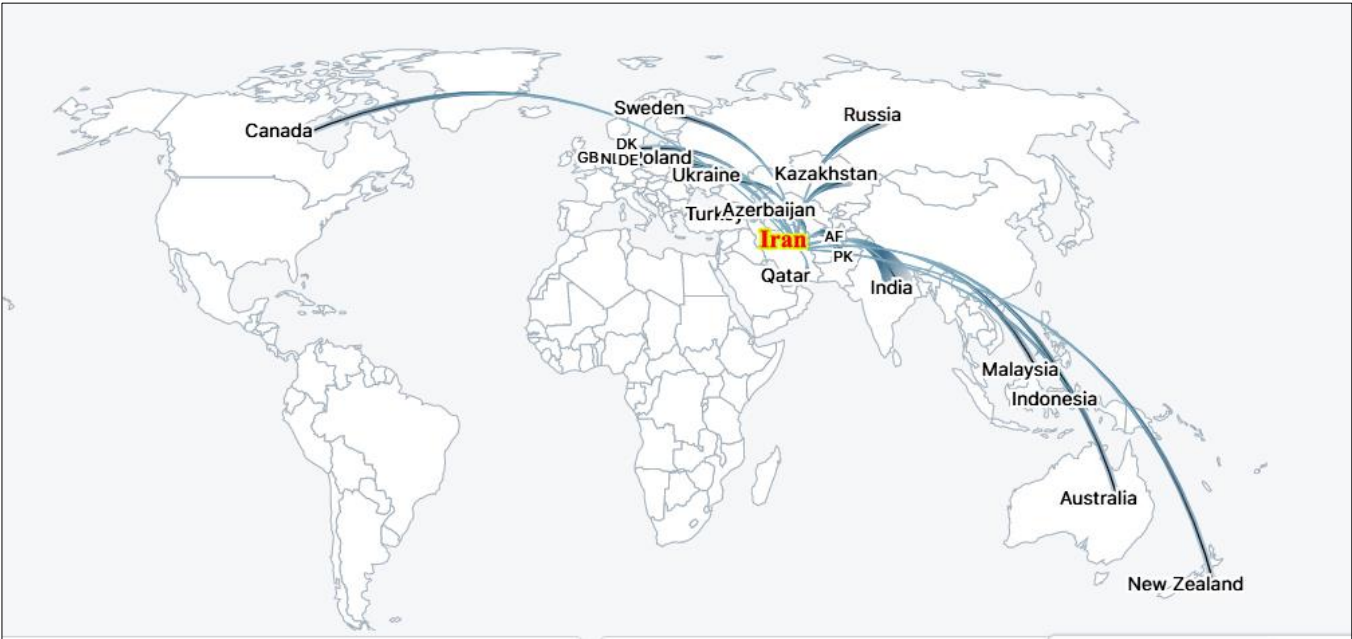 Sweden
Russia
Canada
DK
GB NL DE oland
Ukraine
Kazakhstan
Azerbaijan
Iran
AF
PK
Qatar
India
Malaysia
Indonesia
Australia
New Zealand